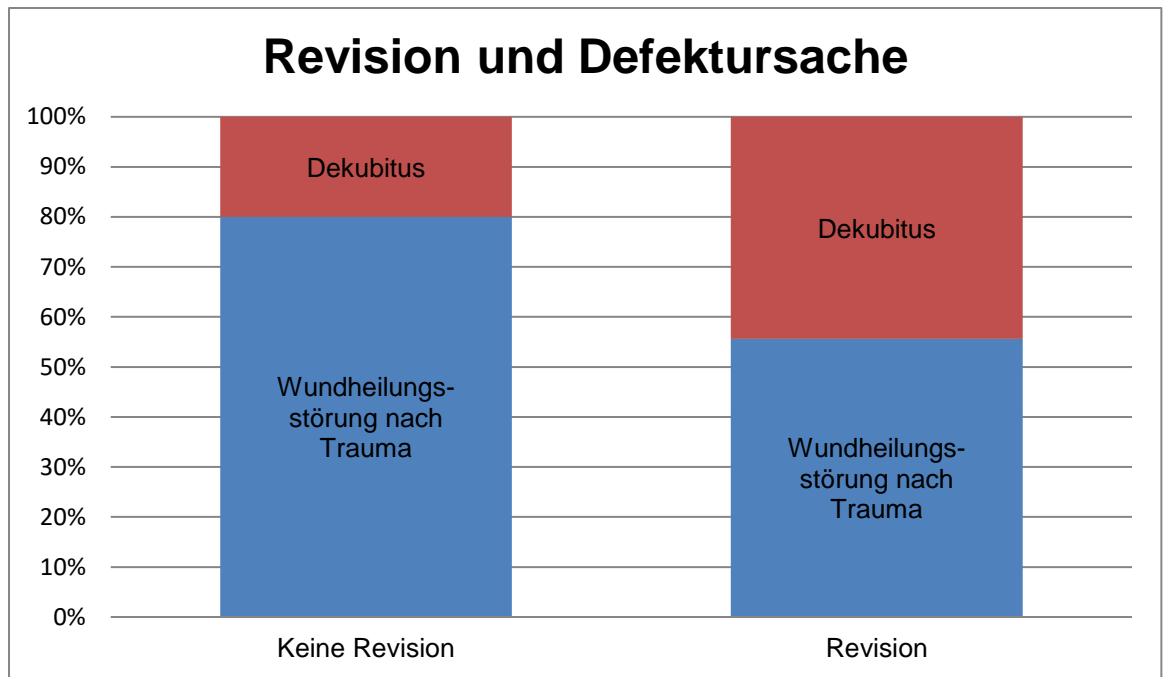 Revision und Defektursache
100%
90%
80%
70%
60%
50%
40%
30%
20%
10%
0%
Dekubitus
Wundheilungs-
störung nach
Trauma
Dekubitus
Wundheilungs-
störung nach
Trauma
Keine Revision
Revision